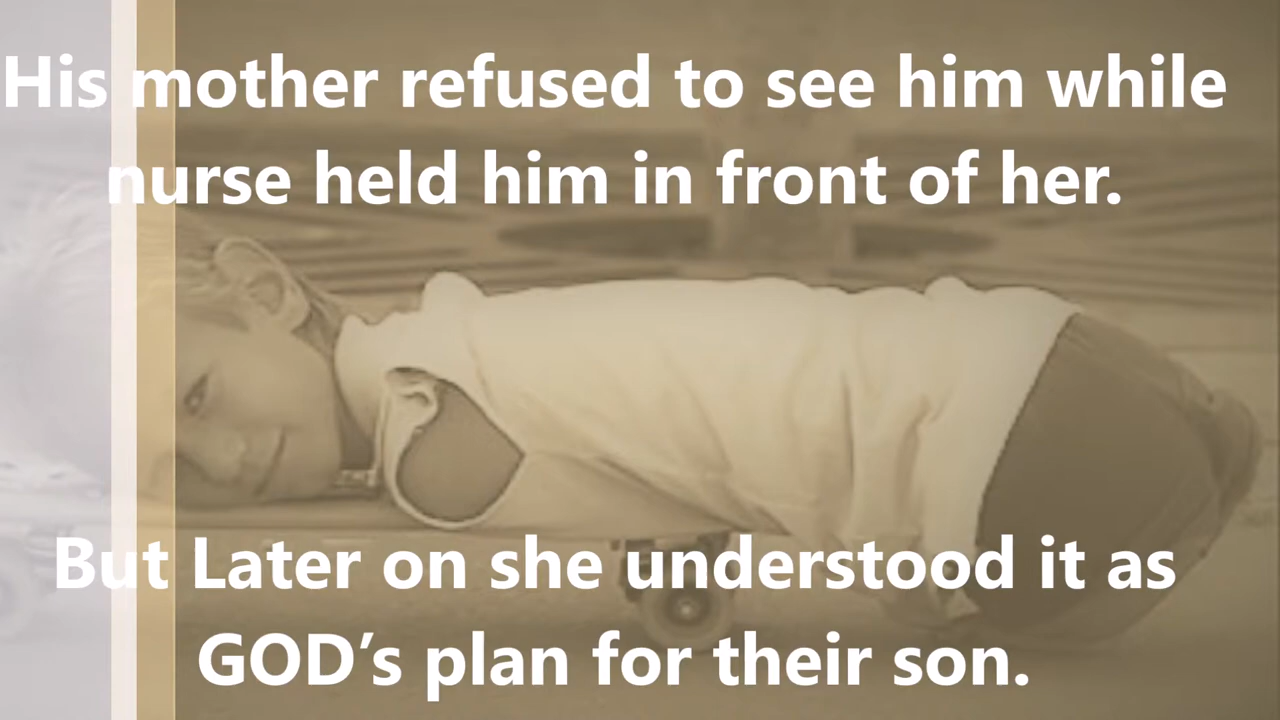 His mother refused to see him while
nurse held him in front of her.
But Later on she understood it as
GOD’s plan for their son.